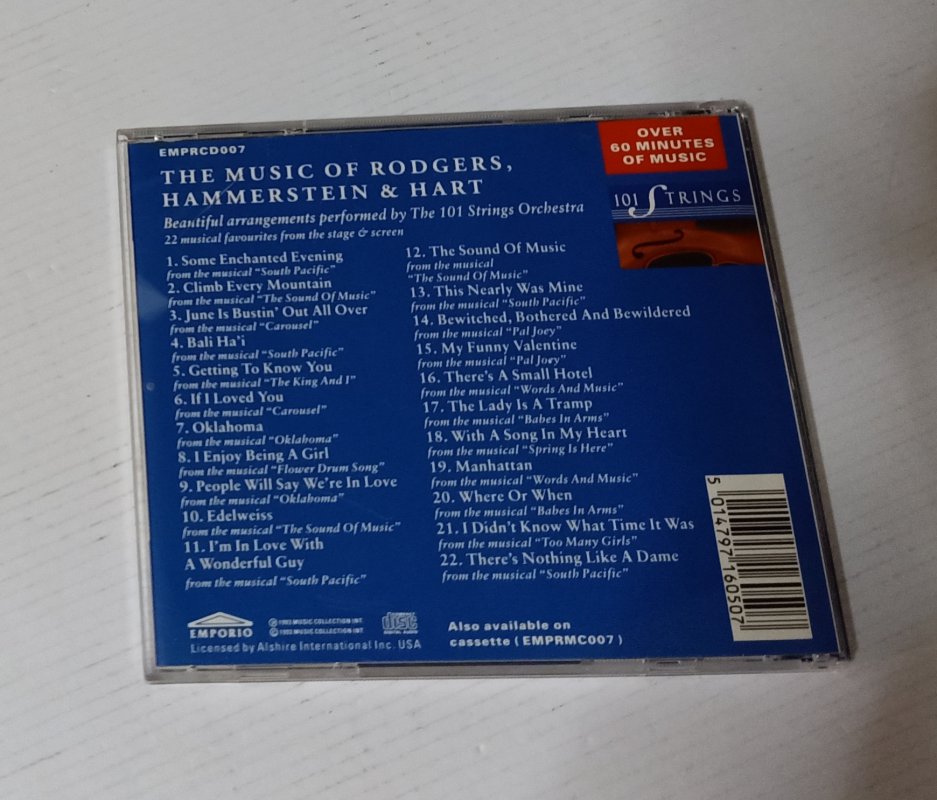 EMPRCD007
THE MUSIC OF RODGERS,
HAMMERSTEIN & HART
Beautiful arrangements performed by The 101 Strings Orchestra
22 musical favourites from the stage & screen
OVER
60 MINUTES
OF MUSIC
101 STRINGS
1. Some Enchanted Evening
from the musical "South Pacific"
2. Climb Every Mountain
from the musical "The Sound Of Music"
3. June Is Bustin' Out All Over
from the musical "Carousel"
4. Bali Ha'i
from the musical "South Pacific"
5. Getting To Know You
from the musical "The King And I"
6. If I Loved You
from the musical "Carousel"
7. Oklahoma
from the musical "Oklahoma"
8. I Enjoy Being A Girl
from the musical "Flower Drum Song"
9. People Will Say We're In Love
from the musical "Oklahoma"
10. Edelweiss
from the musical "The Sound Of Music"
11. I'm In Love With
A Wonderful Guy
from the musical "South Pacific"
12. The Sound Of Music
from the musical
"The Sound Of Music"
13. This Nearly Was Mine
from the musical "South Pacific"
14. Bewitched, Bothered And Bewildered
from the musical "Pal Joey"
15. My Funny Valentine
from the musical "Pal Joey"
16. There's A Small Hotel
from the musical "Words And Music"
17. The Lady Is A Tramp
from the musical "Babes In Arms"
18. With A Song In My Heart
from the musical "Spring Is Here"
19. Manhattan
from the musical "Words And Music"
20. Where Or When
from the musical "Babes In Arms"
21. I Didn't Know What Time It Was
from the musical "Too Many Girls"
22. There's Nothing Like A Dame
from the musical "South Pacific"
EMPORIO
℗ 1993 MUSIC COLLECTION INT
© 1993 MUSIC COLLECTION INT
COMPACT
disc
DIGITAL AUDIO
Licensed by Alshire International Inc. USA
Also available on
cassette (EMPRMC007)
5 014797 160507